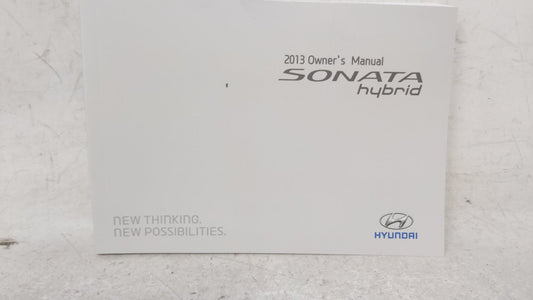 2013 Owner's Manual
SONATA
hybrid
NEW THINKING.
NEW POSSIBILITIES.
HYUNDAI